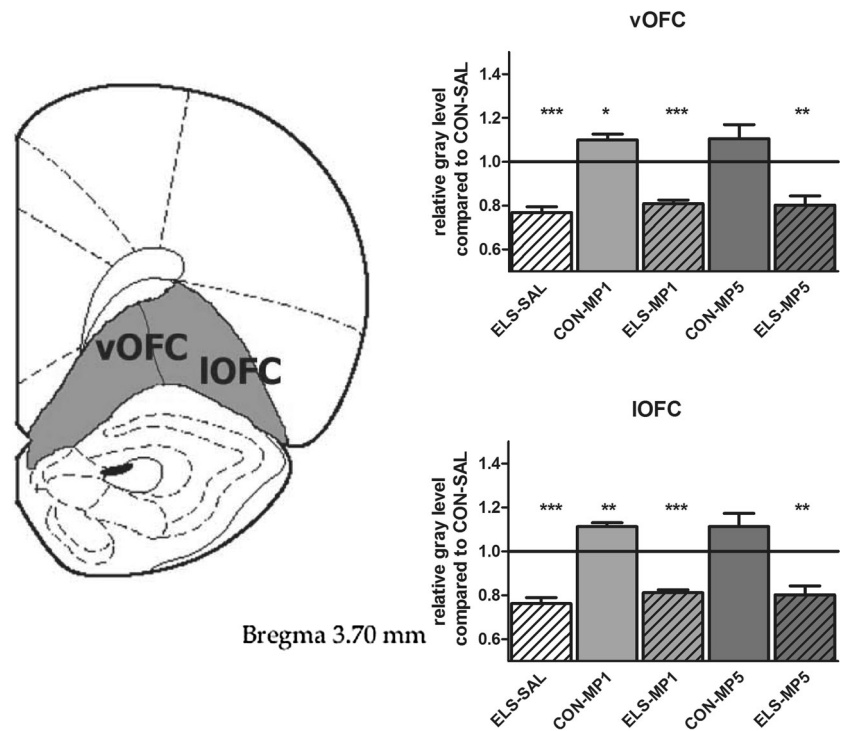 vOFC
lOFC
Bregma 3.70 mm
vOFC
relative gray level
compared to CON-SAL
1.4
1.2
1.0
0.8
0.6
*** * *** **
ELS-SAL
CON-MP1
ELS-MP1
CON-MP5
ELS-MP5
lOFC
relative gray level
compared to CON-SAL
1.4
1.2
1.0
0.8
0.6
*** ** *** **
ELS-SAL
CON-MP1
ELS-MP1
CON-MP5
ELS-MP5